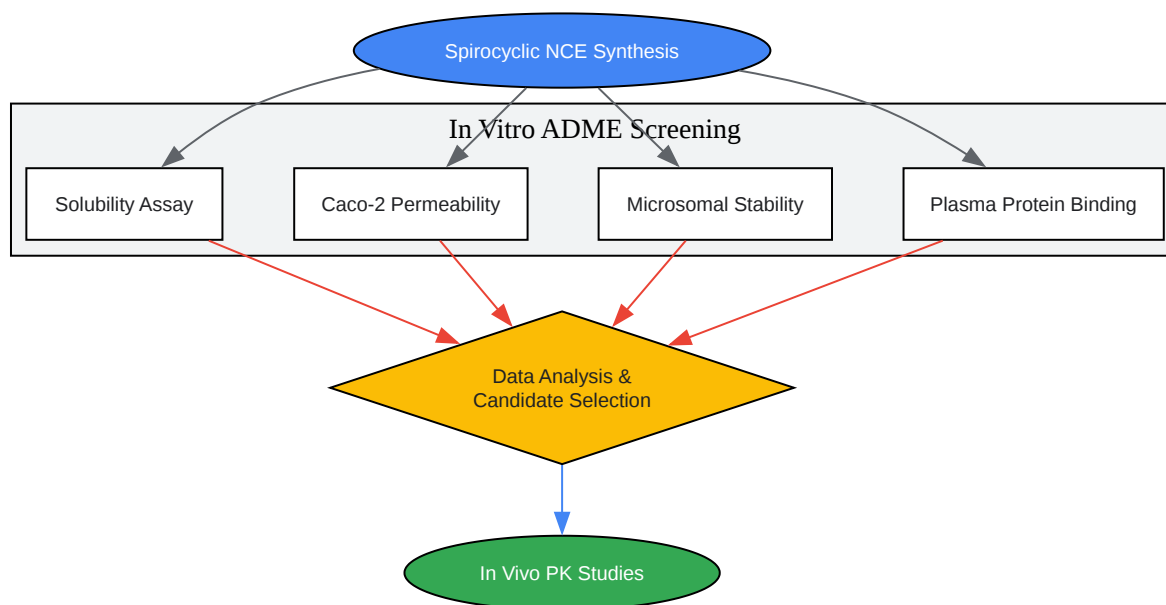 Spirocyclic NCE Synthesis
In Vitro ADME Screening
Solubility Assay
Caco-2 Permeability
Microsomal Stability
Plasma Protein Binding
Data Analysis &
Candidate Selection
In Vivo PK Studies